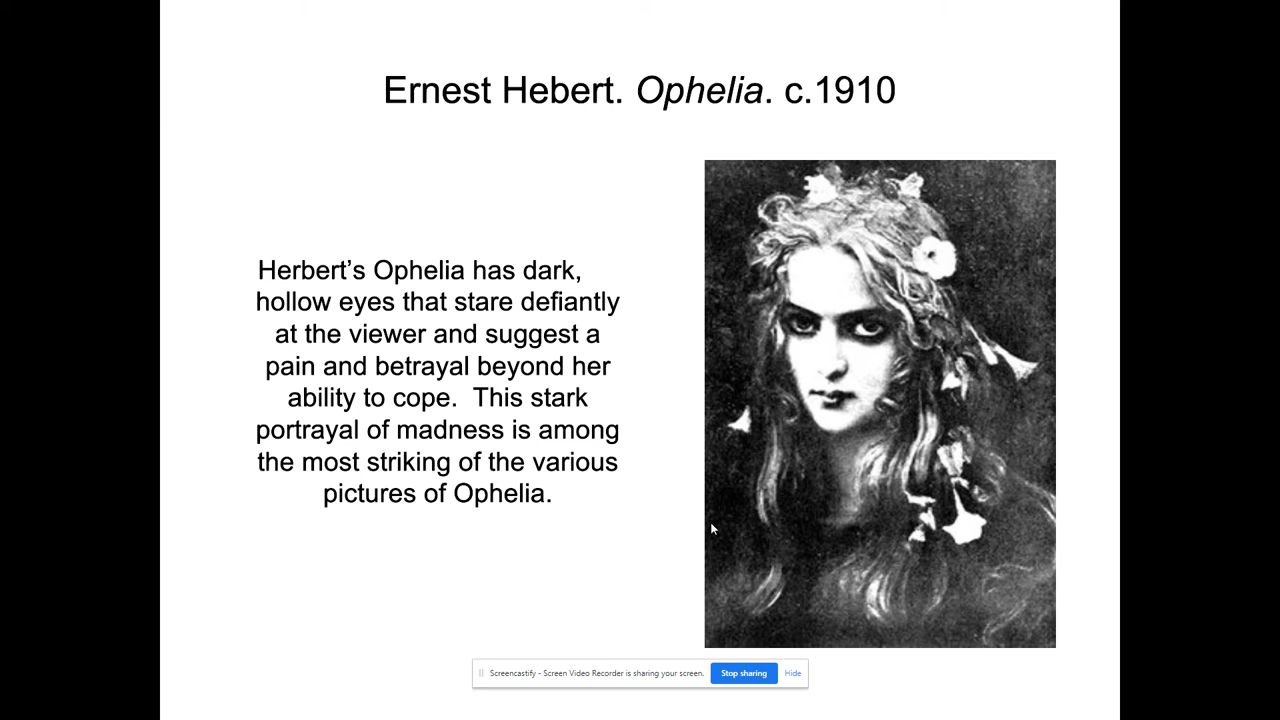 Ernest Hebert. Ophelia. c.1910
Herbert’s Ophelia has dark,
hollow eyes that stare defiantly
at the viewer and suggest a
pain and betrayal beyond her
ability to cope.  This stark
portrayal of madness is among
the most striking of the various
pictures of Ophelia.
Screencastify - Screen Video Recorder is sharing your screen. Stop sharing Hide